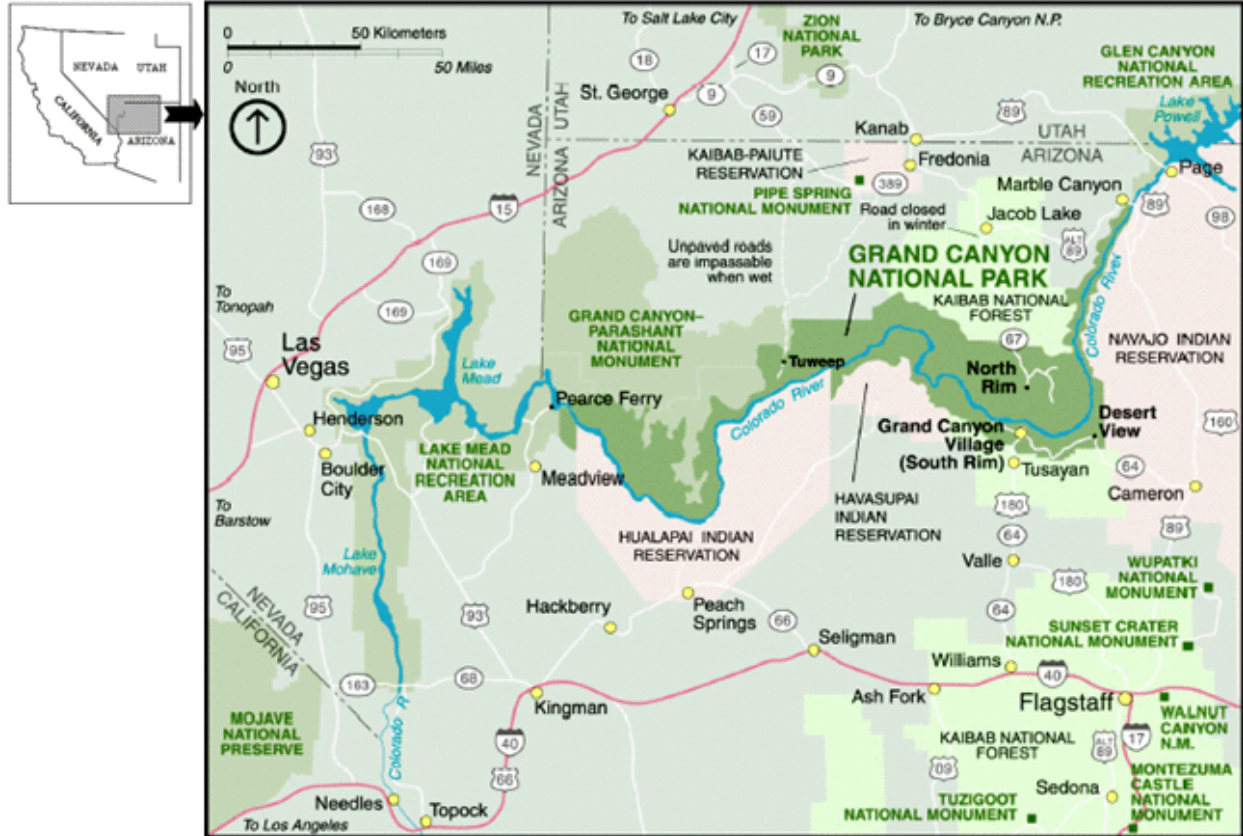 NEVADA
UTAH
CALIFORNIA
ARIZONA
0
50 Kilometers
0
50 Miles
North
To Salt Lake City
To Bryce Canyon N.P.
ZION
NATIONAL
PARK
GLEN CANYON
NATIONAL
RECREATION AREA
Lake
Powell
18
17
9
9
St. George
59
Kanab
89
UTAH
ARIZONA
NEVADA
UTAH
ARIZONA
93
KAIBAB-PAIUTE
RESERVATION
Fredonia
Page
PIPE SPRING
NATIONAL MONUMENT
389
Marble Canyon
89
98
Road closed
in winter
Jacob Lake
15
168
ALT
89
Unpaved roads
are impassable
when wet
GRAND CANYON
NATIONAL PARK
KAIBAB NATIONAL
FOREST
Colorado River
169
169
To
Tonopah
95
GRAND CANYON–
PARASHANT
NATIONAL
MONUMENT
NAVAJO INDIAN
RESERVATION
67
Las
Vegas
Lake
Mead
Tuweep
North
Rim
Pearce Ferry
Colorado River
Henderson
Grand Canyon
Village
(South Rim)
Desert
View
160
Boulder
City
LAKE MEAD
NATIONAL
RECREATION
AREA
Meadview
Tusayan
64
Cameron
To
Barstow
HAVASUPAI
INDIAN
RESERVATION
180
64
89
HUALAPAI INDIAN
RESERVATION
Lake
Mohave
Valle
180
WUPATKI
NATIONAL
MONUMENT
NEVADA
CALIFORNIA
95
93
Hackberry
Peach
Springs
66
64
SUNSET CRATER
NATIONAL MONUMENT
Seligman
Williams
40
163
68
Kingman
Ash Fork
Flagstaff
MOJAVE
NATIONAL
PRESERVE
Colorado R
40
66
KAIBAB NATIONAL
FOREST
ALT
89
17
WALNUT
CANYON
N.M.
Needles
Topock
Sedona
TUZIGOOT
NATIONAL MONUMENT
MONTEZUMA
CASTLE
NATIONAL
MONUMENT
To Los Angeles